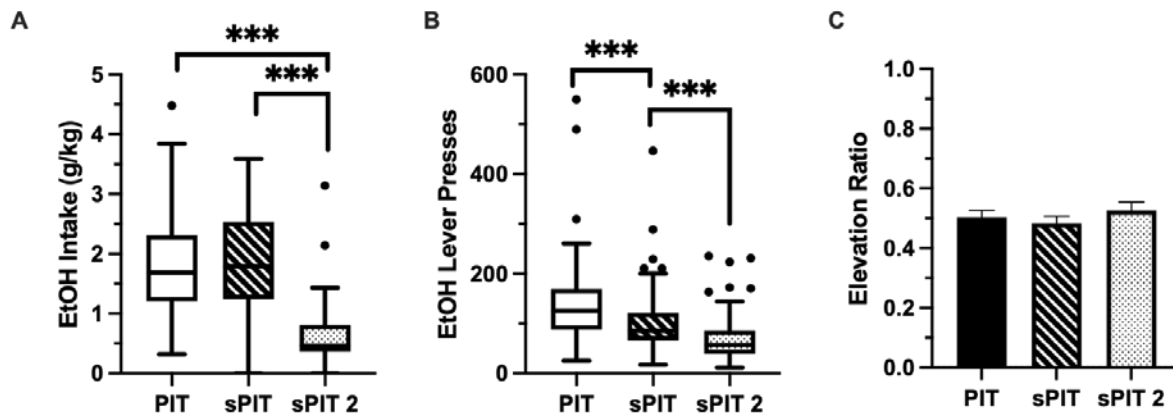 A
***
***
EtOH Intake (g/kg)
5
4
3
2
1
0
PIT sPIT sPIT 2
B
***
***
EtOH Lever Presses
600
400
200
0
PIT sPIT sPIT 2
C
Elevation Ratio
1.0
0.8
0.6
0.4
0.2
0.0
PIT sPIT sPIT 2